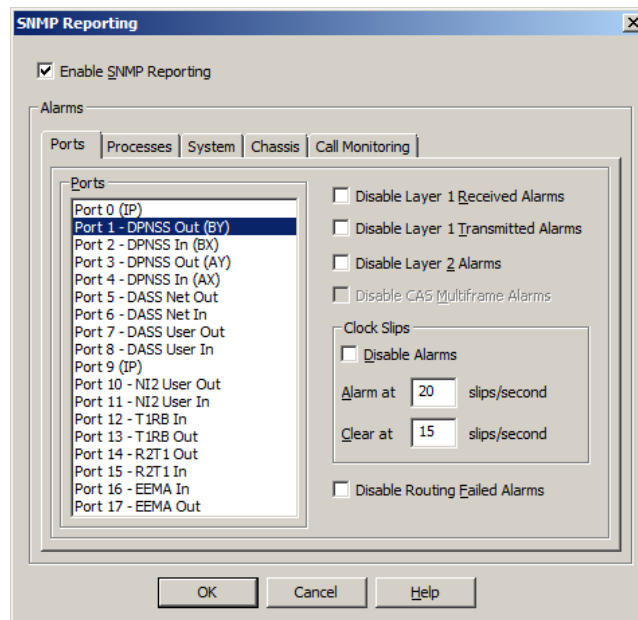 SNMP Reporting
Enable SNMP Reporting
Alarms
Ports Processes System Chassis Call Monitoring
Ports
Port 0 (IP)
Port 1 - DPNSS Out (BY)
Port 2 - DPNSS In (BX)
Port 3 - DPNSS Out (AY)
Port 4 - DPNSS In (AX)
Port 5 - DASS Net Out
Port 6 - DASS Net In
Port 7 - DASS User Out
Port 8 - DASS User In
Port 9 (IP)
Port 10 - NI2 User Out
Port 11 - NI2 User In
Port 12 - T1RB In
Port 13 - T1RB Out
Port 14 - R2T1 Out
Port 15 - R2T1 In
Port 16 - EEMA In
Port 17 - EEMA Out
Disable Layer 1 Received Alarms
Disable Layer 1 Transmitted Alarms
Disable Layer 2 Alarms
Disable CAS Multiframe Alarms
Clock Slips
Disable Alarms
Alarm at 20 slips/second
Clear at 15 slips/second
Disable Routing Failed Alarms
OK Cancel Help